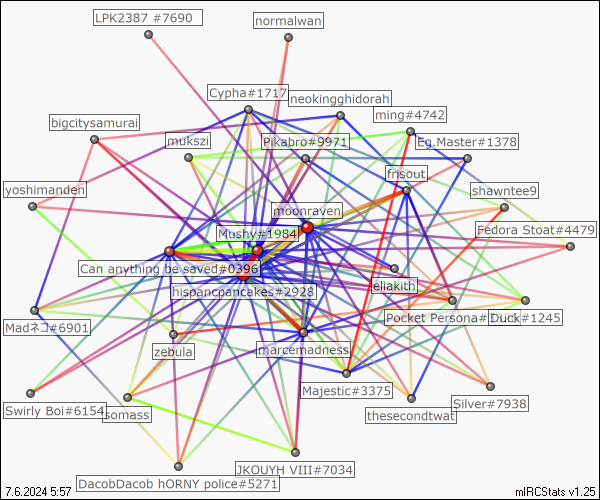 LPK2387 #7690
normalwan
Cypha#1717
neokingghidorah
ming#4742
bigcitysamurai
mukszi
Pikabro#9971
Eg.Master#1378
frisout
yoshimanden
shawntee9
moonraven
Mushy#1984
Fedora Stoat#4479
Can anything be saved#0396
eliakith
hispancpancakes#2928
Madネコ#6901
Pocket Persona#
Duck#1245
zebula
marcemadness
Majestic#3375
Swirly Boi#6154
somass
thesecondtwat
Silver#7938
JKOUYH VIII#7034
DacobDacob hORNY police#5271
7.6.2024 5:57
mIRCStats v1.25